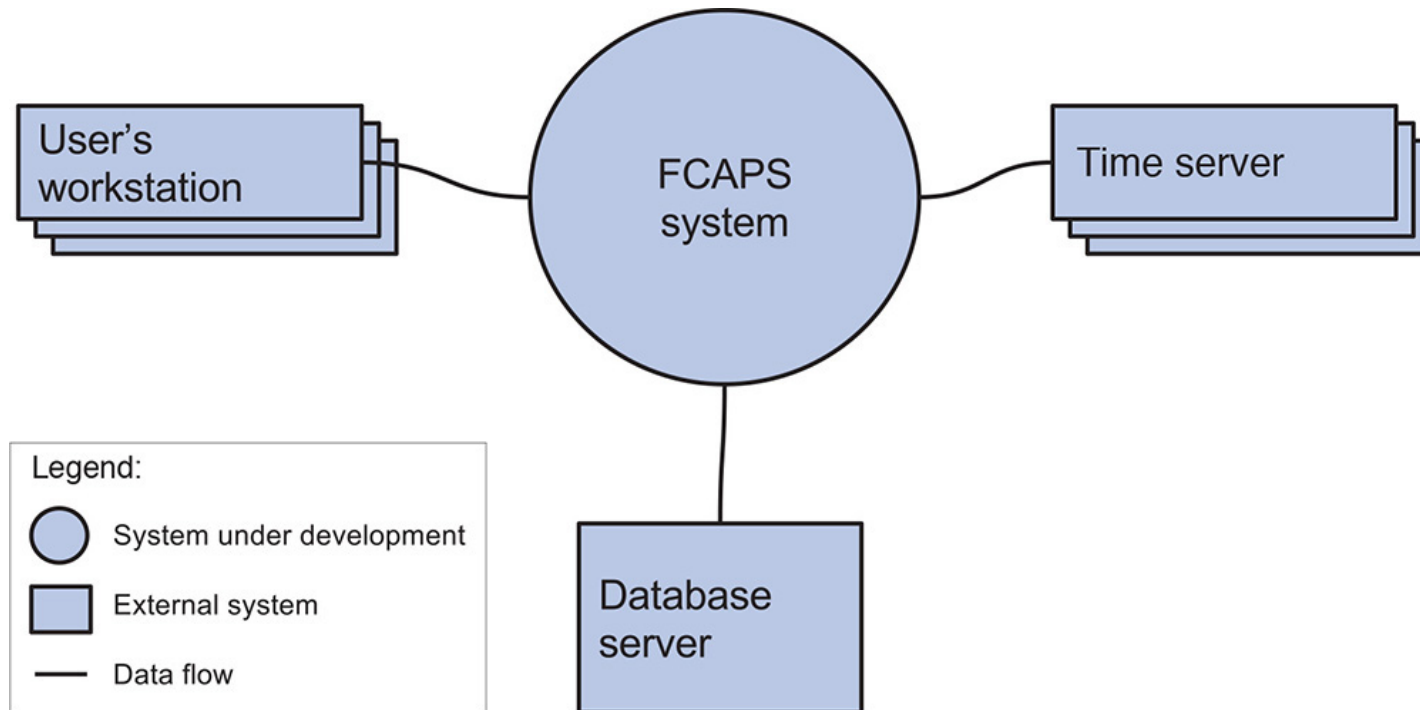 User’s
workstation
FCAPS
system
Time server
Database
server
Legend:
System under development
External system
Data flow